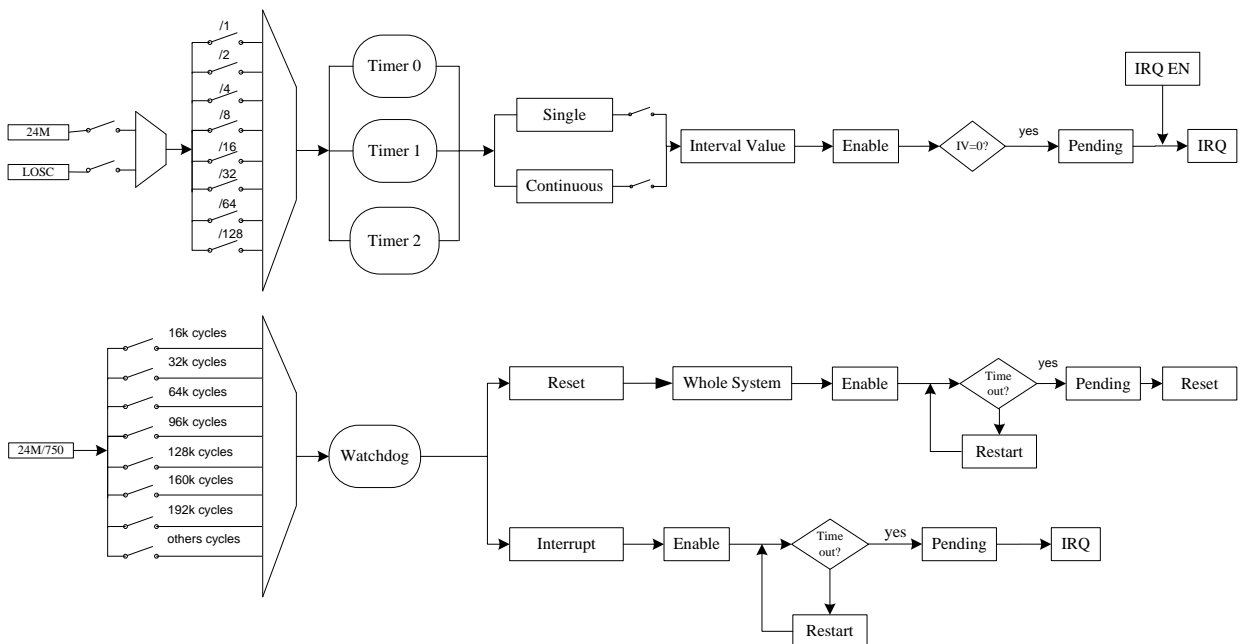 /1
/2
/4
/8
/16
/32
/64
/128
24M
LOSC
Timer 0
Timer 1
Timer 2
Single
Continuous
Interval Value
Enable
IV=0?
yes
Pending
IRQ EN
IRQ
16k cycles
32k cycles
64k cycles
96k cycles
128k cycles
160k cycles
192k cycles
others cycles
24M/750
Watchdog
Reset
Whole System
Enable
Time
out?
yes
Pending
Reset
Restart
Interrupt
Enable
Time
out?
yes
Pending
IRQ
Restart